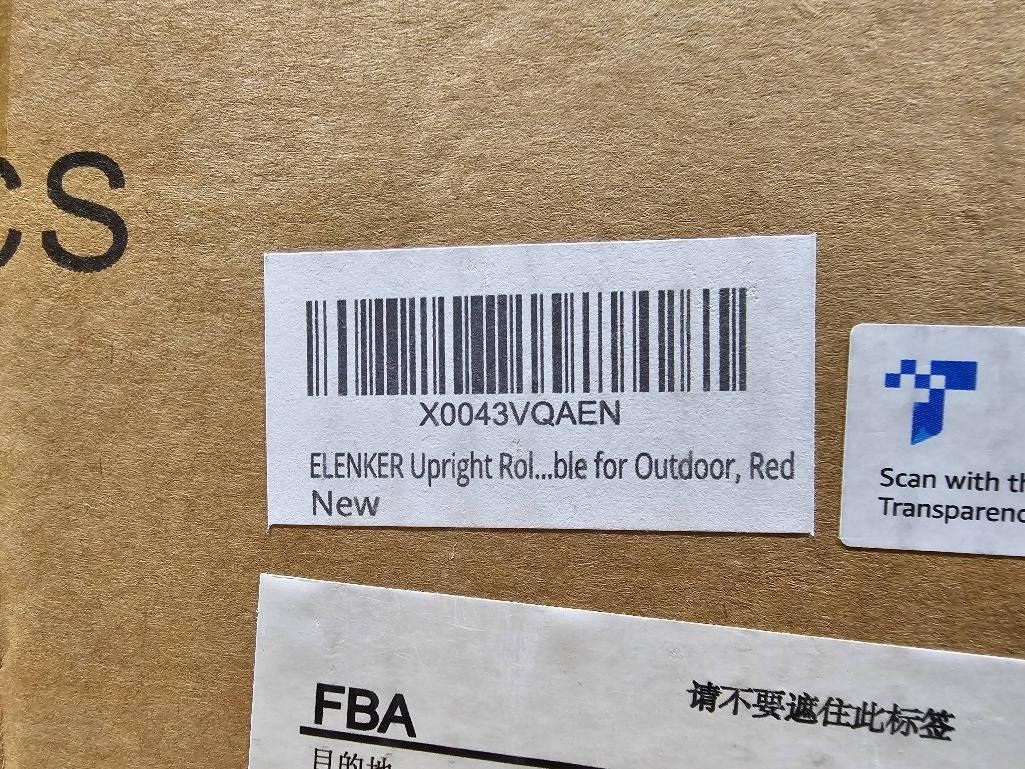 CS
X0043VQAEN
ELENKER Upright Rol...ble for Outdoor, Red
New
Scan with
Transparenc
FBA
请不要遮住此标签
目的地